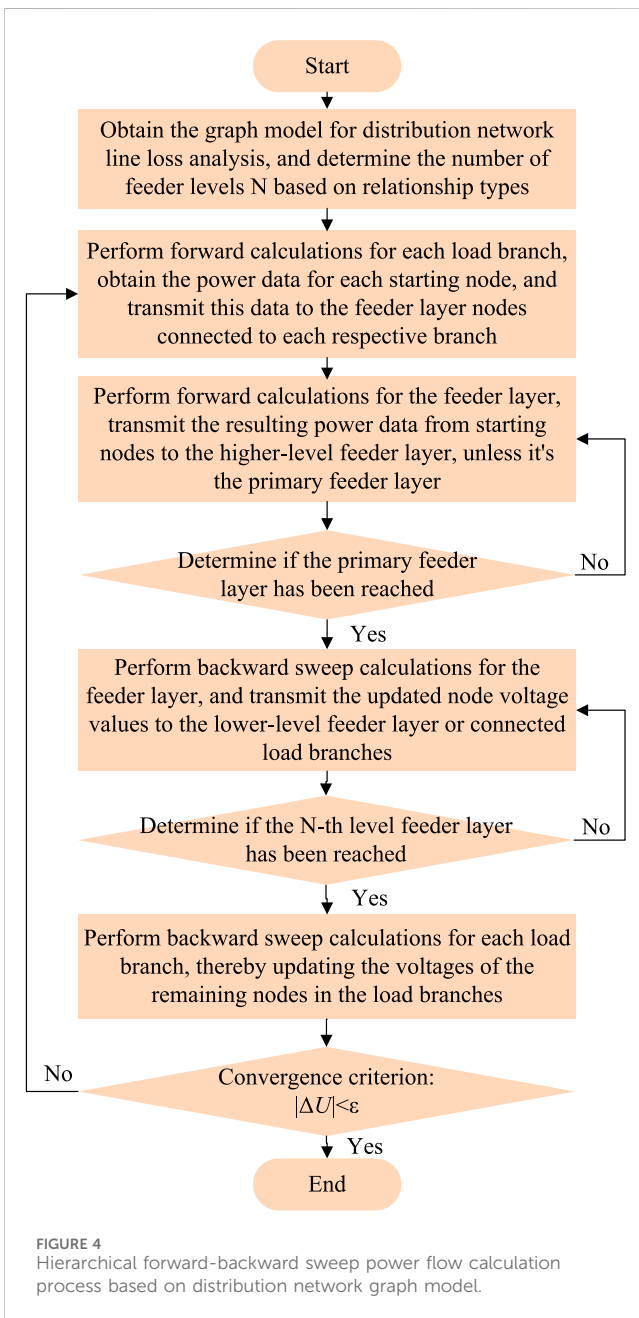 Start
Obtain the graph model for distribution network
line loss analysis, and determine the number of
feeder levels N based on relationship types
Perform forward calculations for each load branch,
obtain the power data for each starting node, and
transmit this data to the feeder layer nodes
connected to each respective branch
Perform forward calculations for the feeder layer,
transmit the resulting power data from starting
nodes to the higher-level feeder layer, unless it's
the primary feeder layer
Determine if the primary feeder
layer has been reached
No
Yes
Perform backward sweep calculations for the
feeder layer, and transmit the updated node voltage
values to the lower-level feeder layer or connected
load branches
Determine if the N-th level feeder layer
has been reached
No
Yes
Perform backward sweep calculations for each load
branch, thereby updating the voltages of the
remaining nodes in the load branches
No
Convergence criterion:
|ΔU|<ε
Yes
End
FIGURE 4
Hierarchical forward-backward sweep power flow calculation
process based on distribution network graph model.